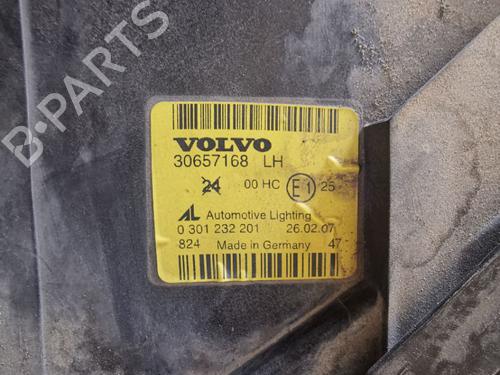 VOLVO
30657168 LH
24 00 HC E1 25
AL Automotive Lighting
0 301 232 201 26.02.07
824 Made in Germany 47
B-PARTS